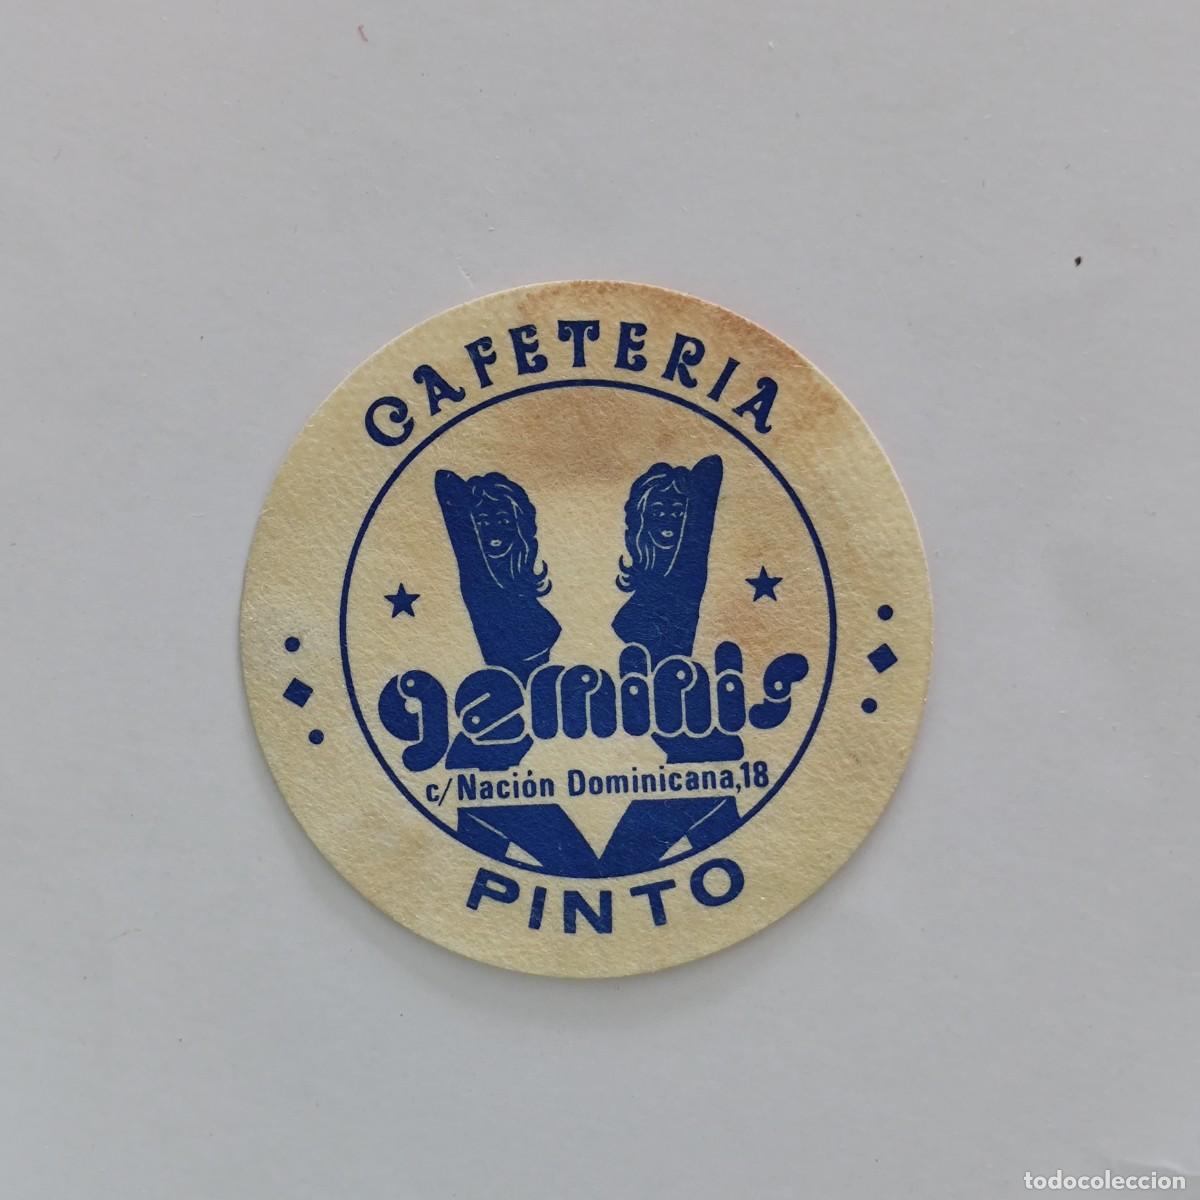 CAFETERIA
geminis
c/Nación Dominicana,18
PINTO
todocoleccion